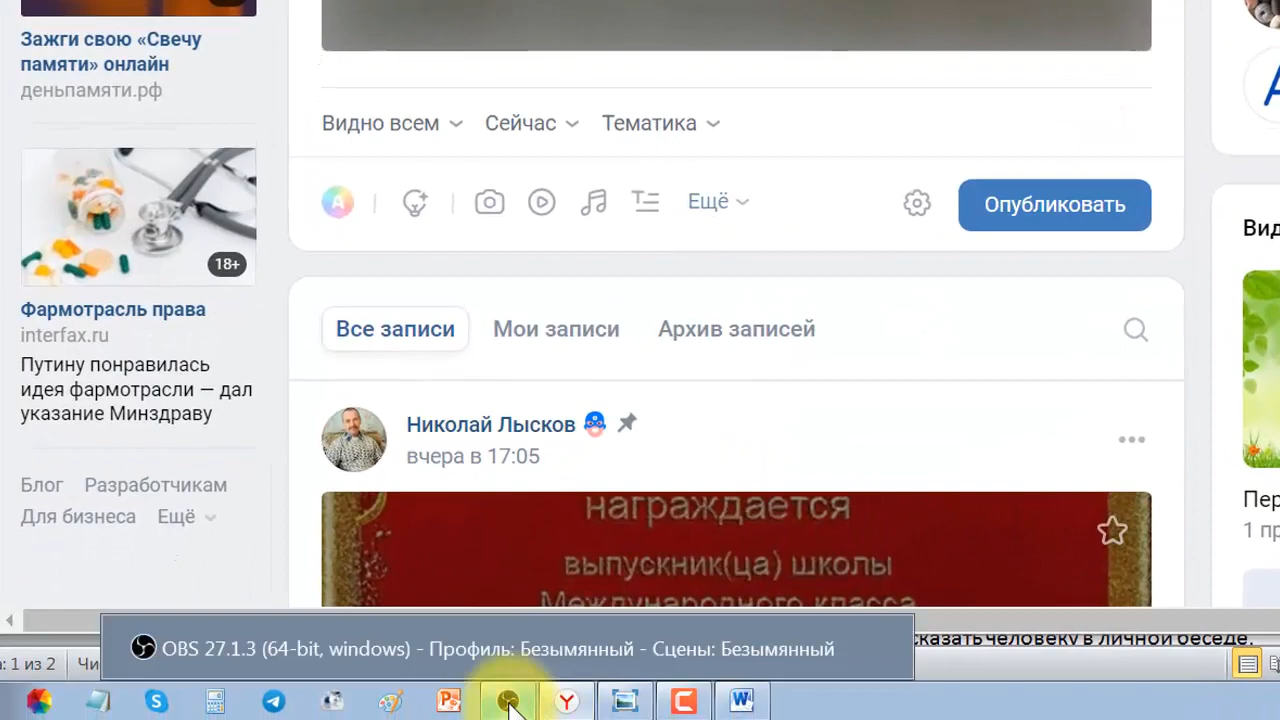 Зажги свою «Свечу
памяти» онлайн
деньпамяти.рф
18+
Фармотрасль права
interfax.ru
Путину понравилась
идея фармотрасли — дал
указание Минздраву
Блог Разработчикам
Для бизнеса Ещё
Видно всем Сейчас Тематика
А
Ещё
Опубликовать
Все записи Мои записи Архив записей
Николай Лысков
вчера в 17:05
награждается
выпускник(ца) школы
Международного класса
Вид
Пер
1 пр
OBS 27.1.3 (64-bit, windows) - Профиль: Безымянный - Сцены: Безымянный
сказать человеку в личной беседе.
а: 1 из 2 Чис